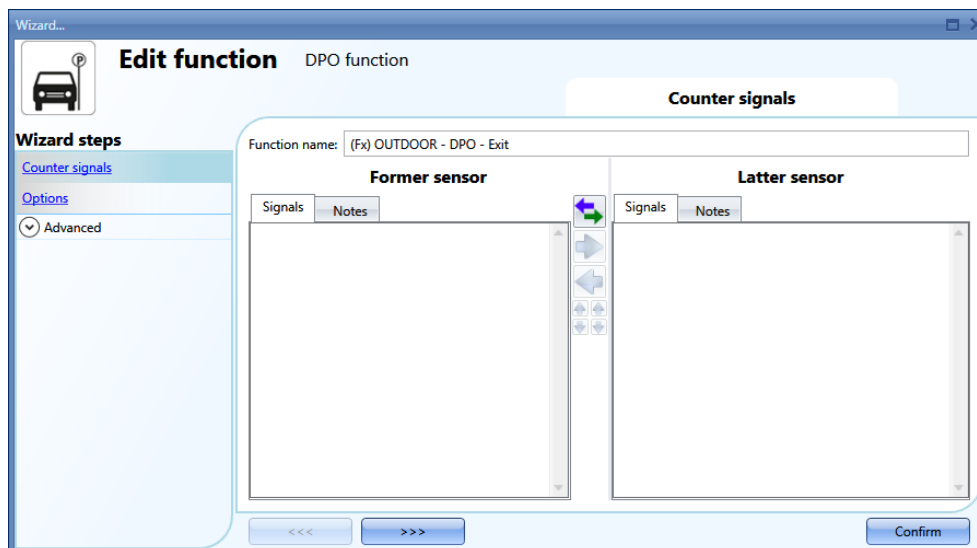 Wizard...
P
Edit function
DPO function
Counter signals
Wizard steps
Counter signals
Options
Advanced
Function name: (Fx) OUTDOOR - DPO - Exit
Former sensor
Latter sensor
Signals Notes
Signals Notes
<<< >>>
Confirm